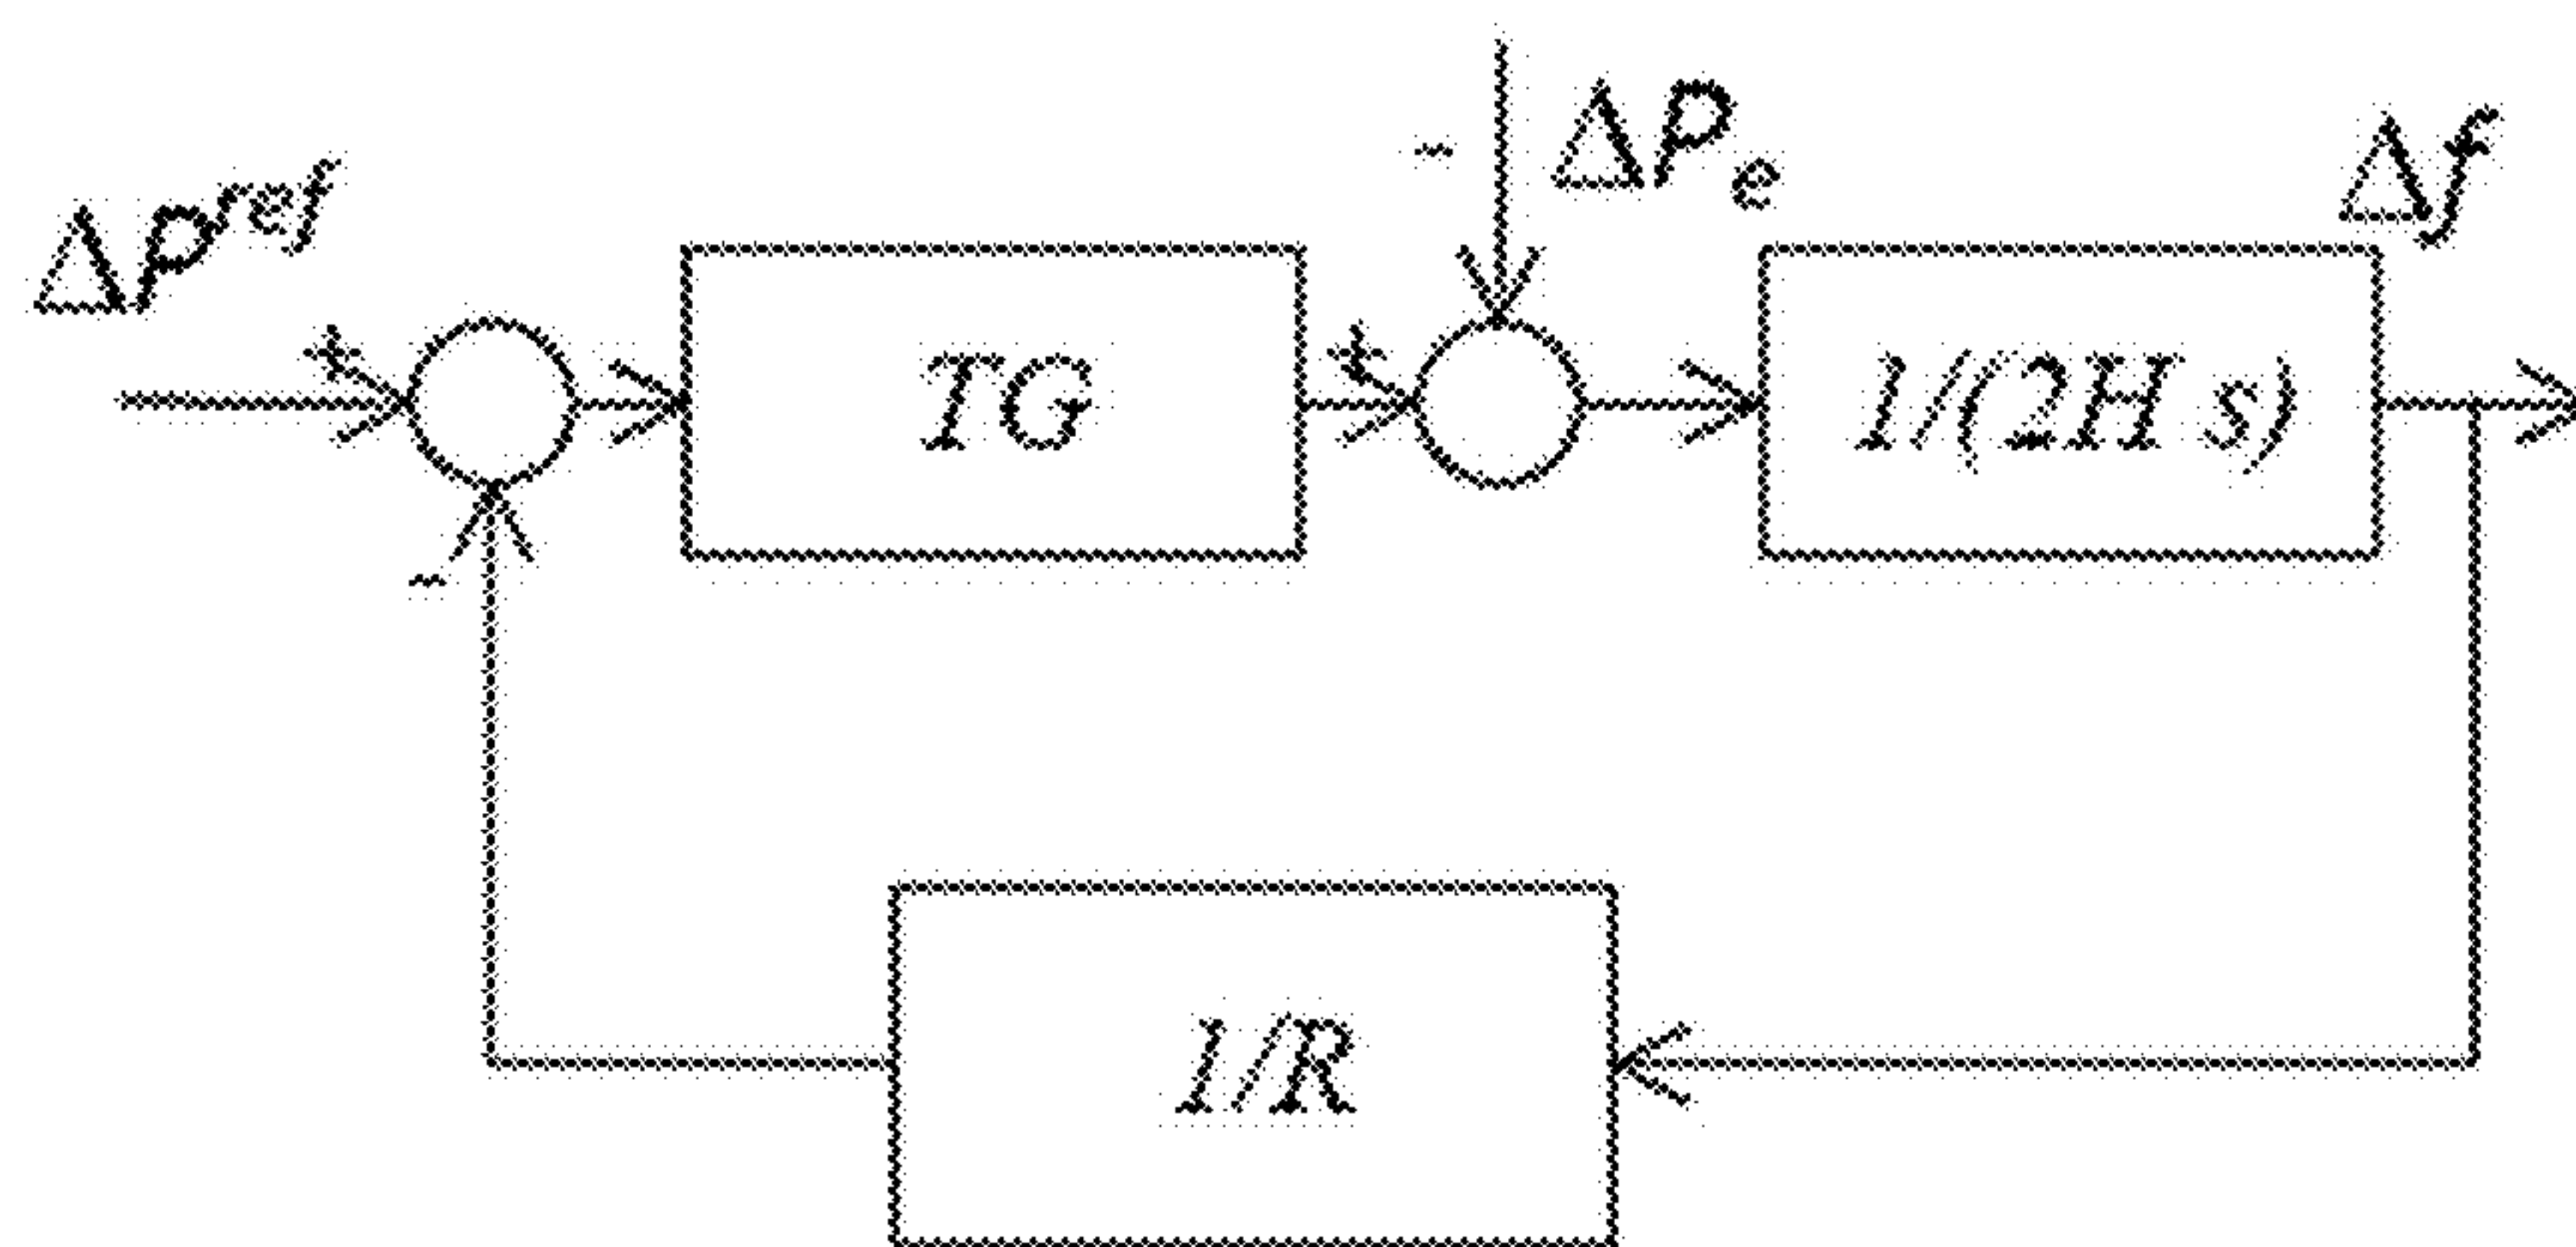 ΔP^ref
+
-
TG
-
ΔP_e
+
1/(2H s)
Δf
1/R